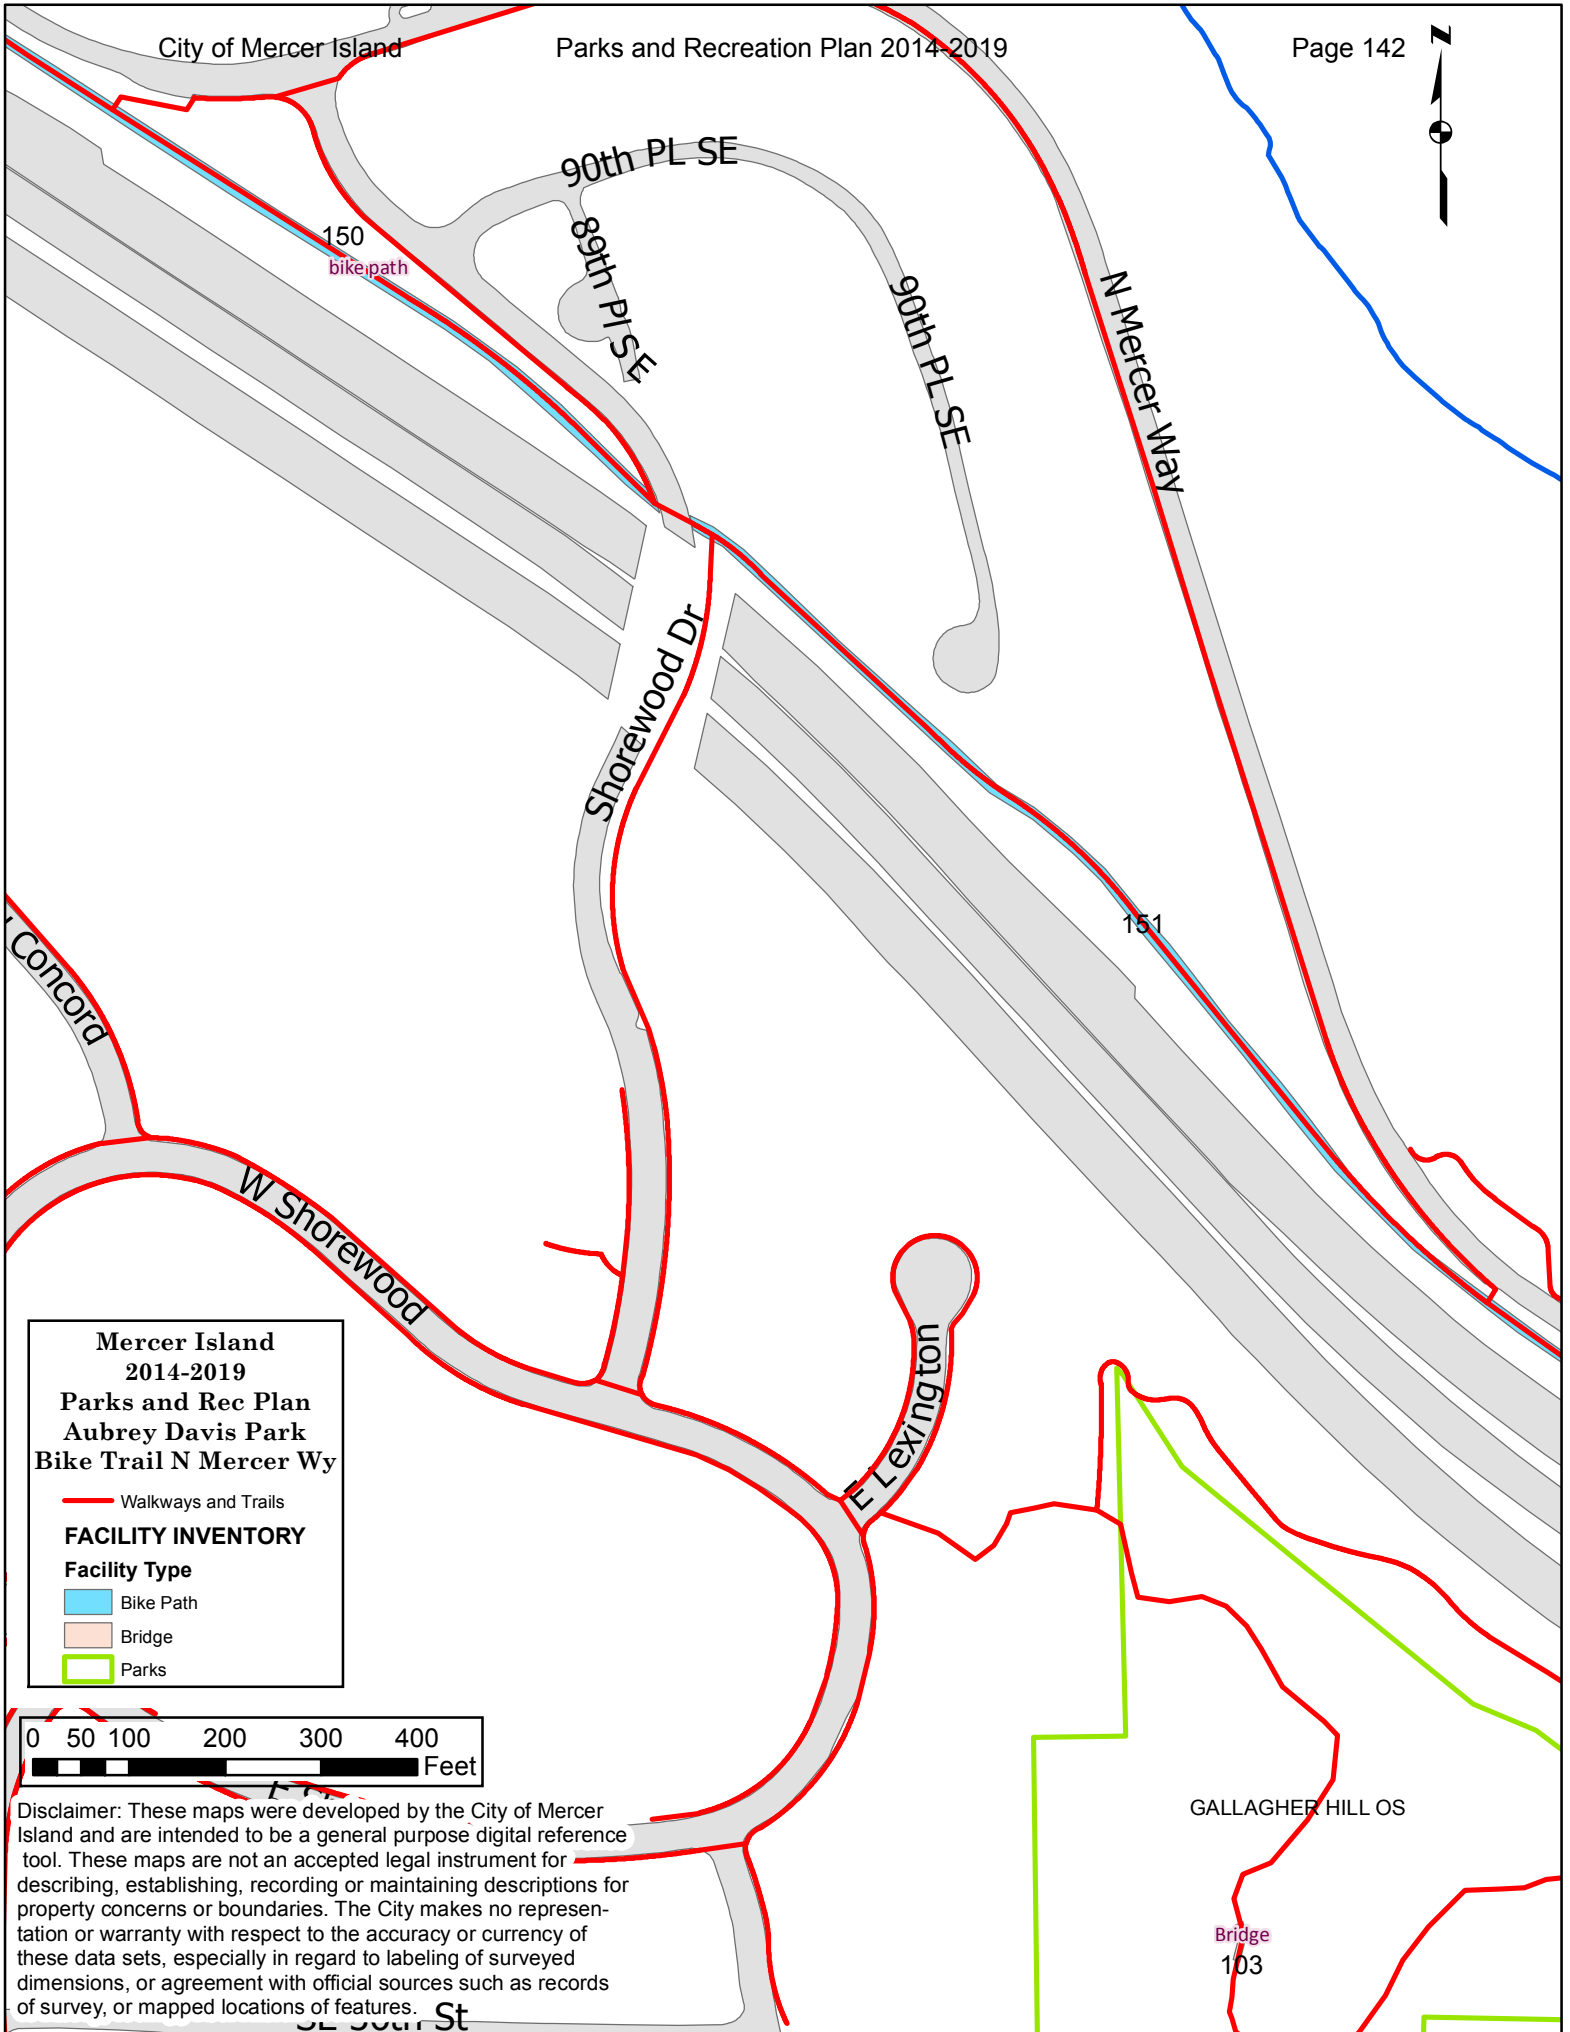 City of Mercer Island
Parks and Recreation Plan 2014-2019
Page 142
N
90th PL SE
150
bike path
89th Pl SE
90th PL SE
N Mercer Way
Shorewood Dr
151
Concord
W Shorewood
E Lexington
Mercer Island
2014-2019
Parks and Rec Plan
Aubrey Davis Park
Bike Trail N Mercer Wy
Walkways and Trails
FACILITY INVENTORY
Facility Type
Bike Path
Bridge
Parks
0 50 100 200 300 400
Feet
GALLAGHER HILL OS
Bridge
103
Disclaimer: These maps were developed by the City of Mercer
Island and are intended to be a general purpose digital reference
tool. These maps are not an accepted legal instrument for
describing, establishing, recording or maintaining descriptions for
property concerns or boundaries. The City makes no represen-
tation or warranty with respect to the accuracy or currency of
these data sets, especially in regard to labeling of surveyed
dimensions, or agreement with official sources such as records
of survey, or mapped locations of features.
St